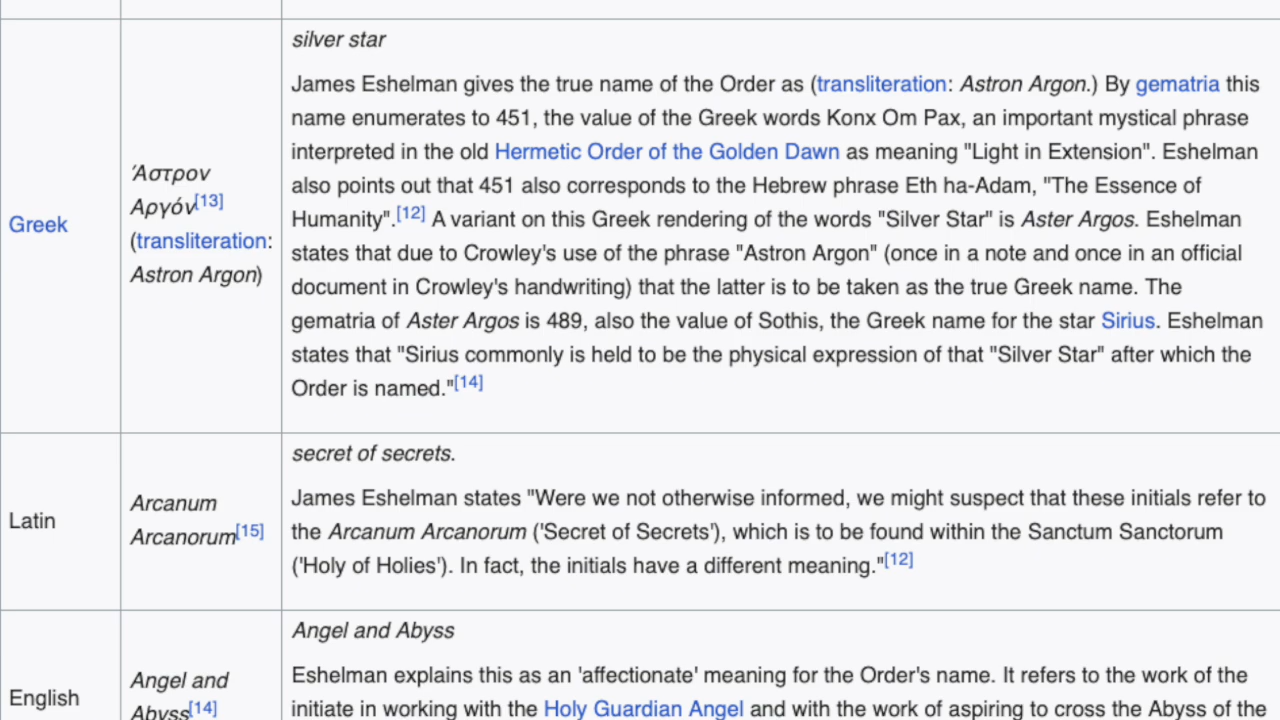 silver star
James Eshelman gives the true name of the Order as (transliteration: Astron Argon.) By gematria this
name enumerates to 451, the value of the Greek words Konx Om Pax, an important mystical phrase
interpreted in the old Hermetic Order of the Golden Dawn as meaning "Light in Extension". Eshelman
also points out that 451 also corresponds to the Hebrew phrase Eth ha-Adam, "The Essence of
Humanity".[12] A variant on this Greek rendering of the words "Silver Star" is Aster Argos. Eshelman
states that due to Crowley's use of the phrase "Astron Argon" (once in a note and once in an official
document in Crowley's handwriting) that the latter is to be taken as the true Greek name. The
gematria of Aster Argos is 489, also the value of Sothis, the Greek name for the star Sirius. Eshelman
states that "Sirius commonly is held to be the physical expression of that "Silver Star" after which the
Order is named."[14]
Greek
Άστρον
Αργόν[13]
(transliteration:
Astron Argon)
secret of secrets.
James Eshelman states "Were we not otherwise informed, we might suspect that these initials refer to
the Arcanum Arcanorum ('Secret of Secrets'), which is to be found within the Sanctum Sanctorum
('Holy of Holies'). In fact, the initials have a different meaning."[12]
Latin
Arcanum
Arcanorum[15]
Angel and Abyss
Eshelman explains this as an 'affectionate' meaning for the Order's name. It refers to the work of the
initiate in working with the Holy Guardian Angel and with the work of aspiring to cross the Abyss of the
English
Angel and
Abyss[14]